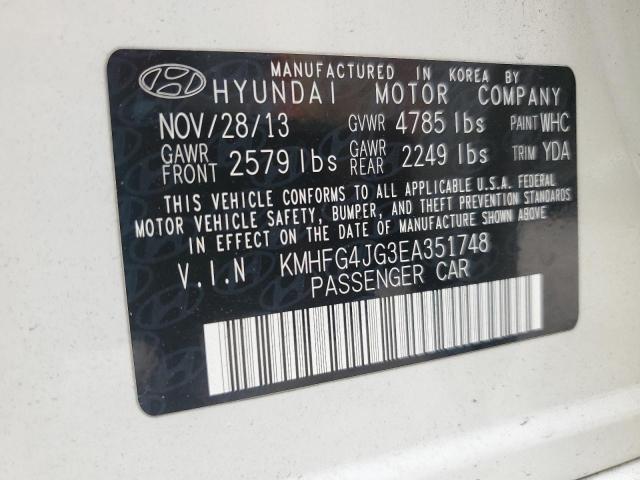 MANUFACTURED IN KOREA BY
HYUNDAI MOTOR COMPANY
NOV/28/13 GVWR 4785 lbs PAINT WHC
GAWR FRONT 2579 lbs GAWR REAR 2249 lbs TRIM YDA
THIS VEHICLE CONFORMS TO ALL APPLICABLE U.S.A. FEDERAL
MOTOR VEHICLE SAFETY, BUMPER, AND THEFT PREVENTION STANDARDS
IN EFFECT ON THE DATE OF MANUFACTURE SHOWN ABOVE
V.I.N KMHFG4JG3EA351748
PASSENGER CAR